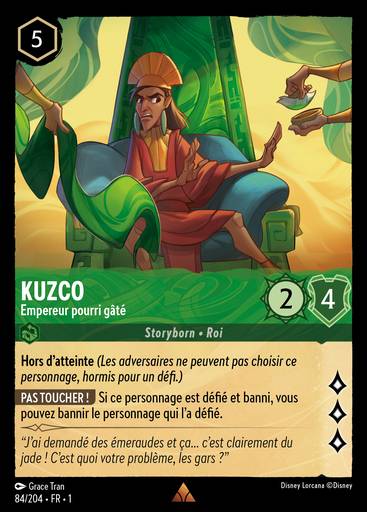 5
KUZCO
Empereur pourri gâté
2
4
Storyborn • Roi
Hors d'atteinte (Les adversaires ne peuvent pas choisir ce
personnage, hormis pour un défi.)
PAS TOUCHER ! Si ce personnage est défié et banni, vous
pouvez bannir le personnage qui l'a défié.
“J'ai demandé des émeraudes et ça... c'est clairement du
jade ! C'est quoi votre problème, les gars ?”
Grace Tran
84/204 • FR • 1
Disney Lorcana ©Disney